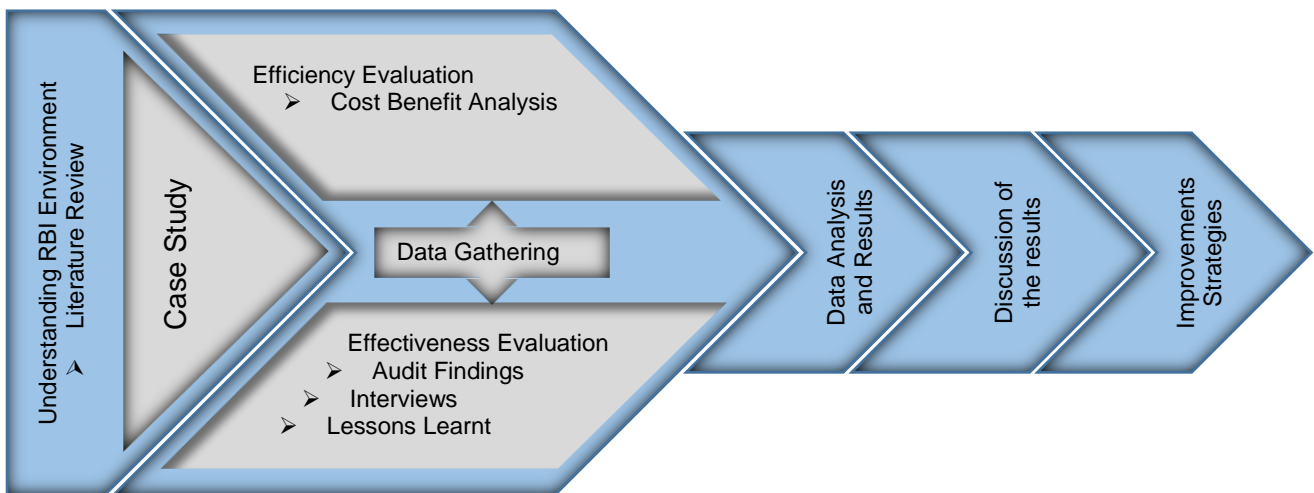 Understanding RBI Environment
➢ Literature Review
Case Study
Efficiency Evaluation
➢ Cost Benefit Analysis
Data Gathering
Effectiveness Evaluation
➢ Audit Findings
➢ Interviews
➢ Lessons Learnt
Data Analysis
and Results
Discussion of
the results
Improvements
Strategies